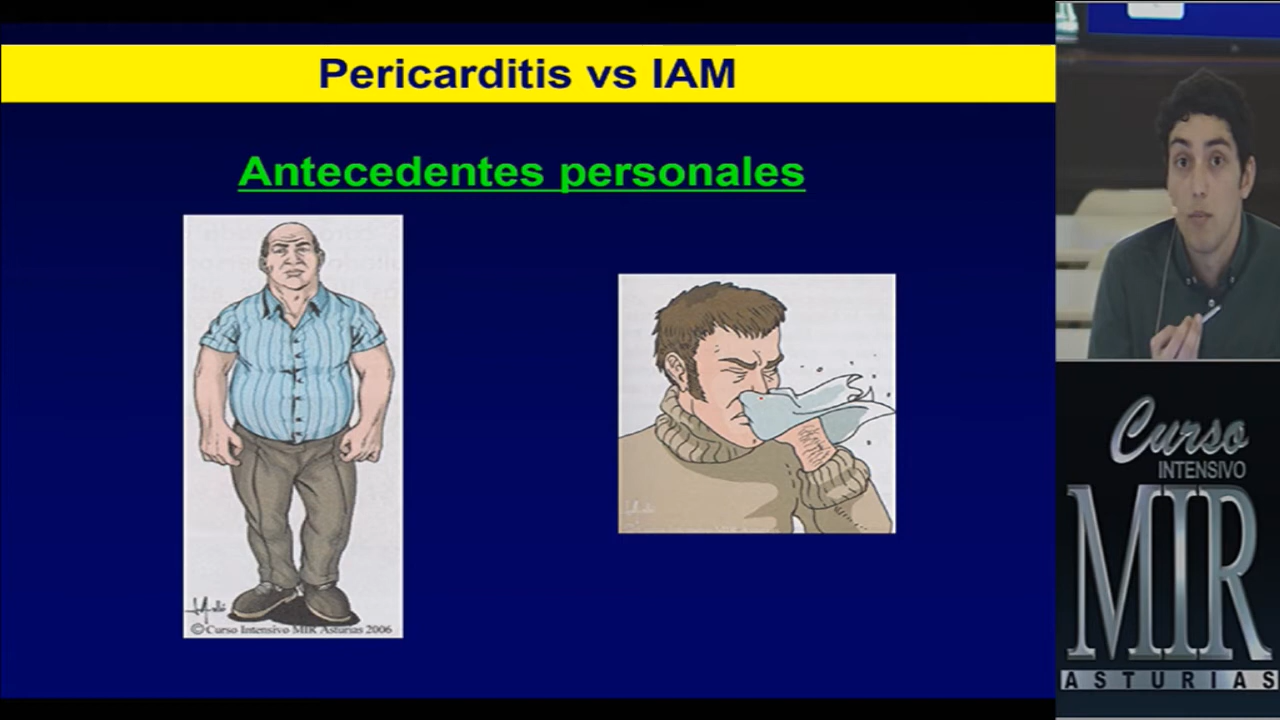 Pericarditis vs IAM
Antecedentes personales
©Curso Intensivo MIR Asturias 2006
Curso
INTENSIVO
MIR
ASTURIAS